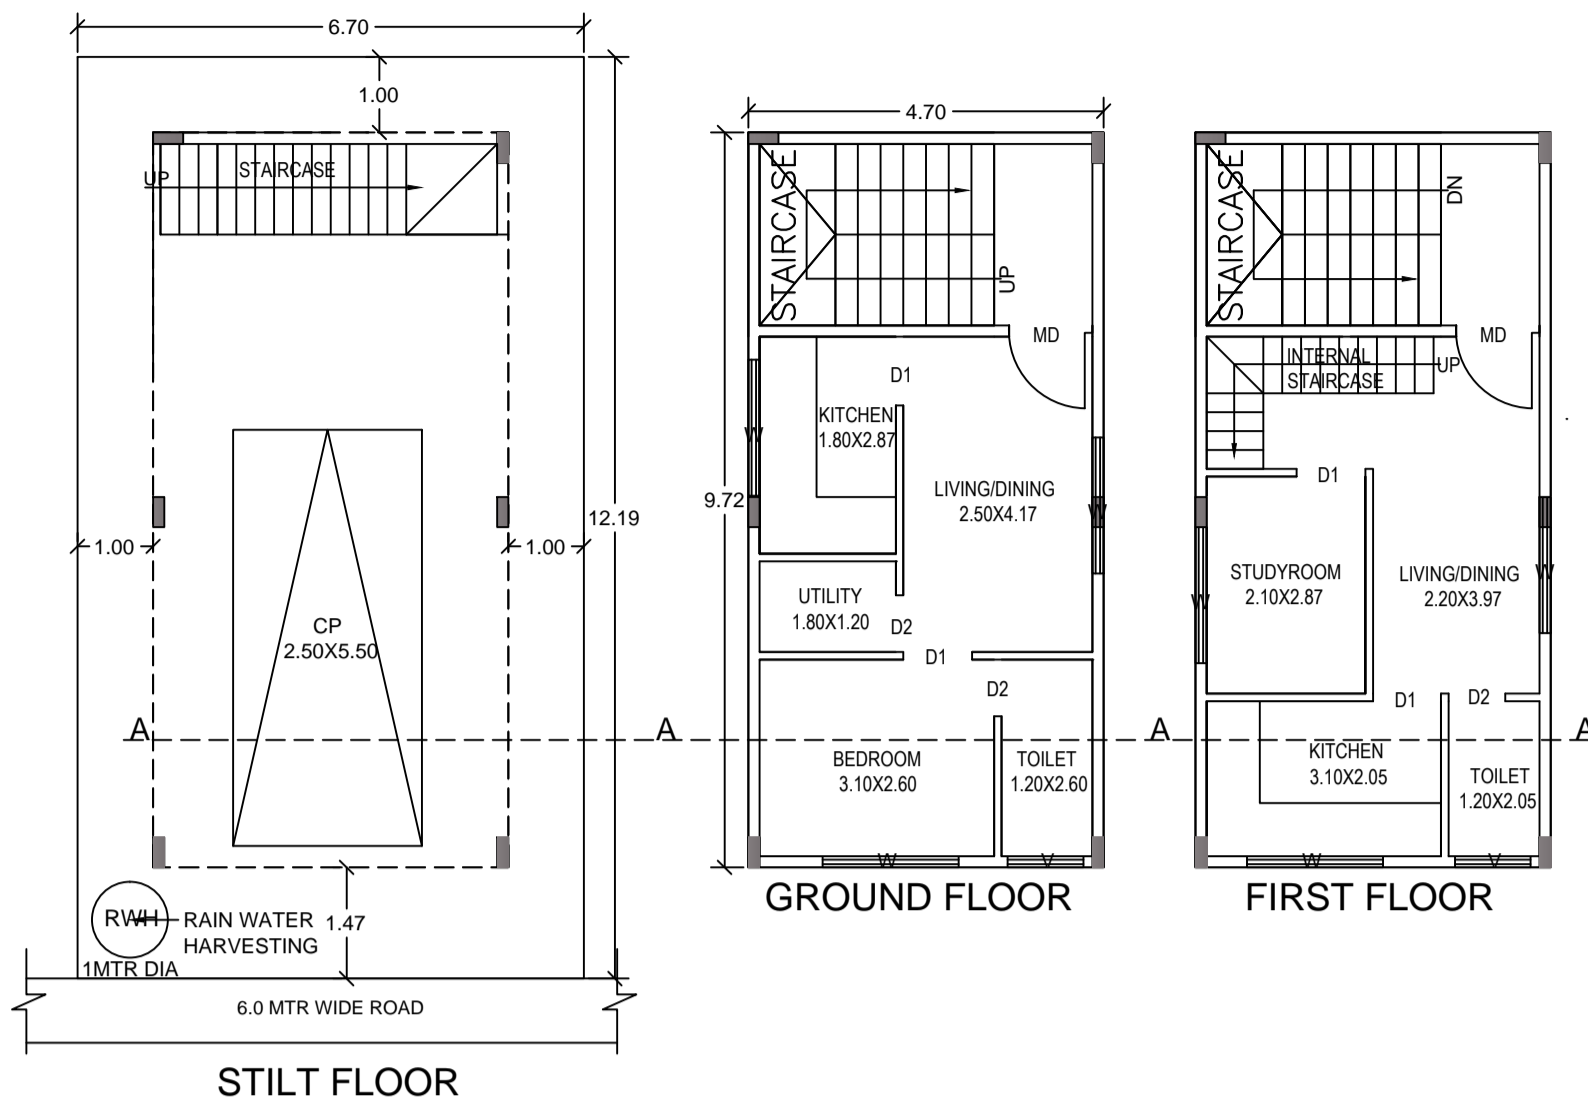 6.70
1.00
UP
STAIRCASE
1.00
1.00
12.19
CP
2.50X5.50
A
A
RWH
RAIN WATER
HARVESTING
1.47
1MTR DIA
6.0 MTR WIDE ROAD
STILT FLOOR
4.70
STAIRCASE
UP
MD
D1
KITCHEN
1.80X2.87
W
9.72
LIVING/DINING
2.50X4.17
W
UTILITY
1.80X1.20
D2
D1
D2
BEDROOM
3.10X2.60
TOILET
1.20X2.60
W
V
GROUND FLOOR
STAIRCASE
DN
MD
INTERNAL
STAIRCASE
UP
D1
STUDYROOM
2.10X2.87
W
LIVING/DINING
2.20X3.97
W
D1
D2
A
A
KITCHEN
3.10X2.05
TOILET
1.20X2.05
W
V
FIRST FLOOR